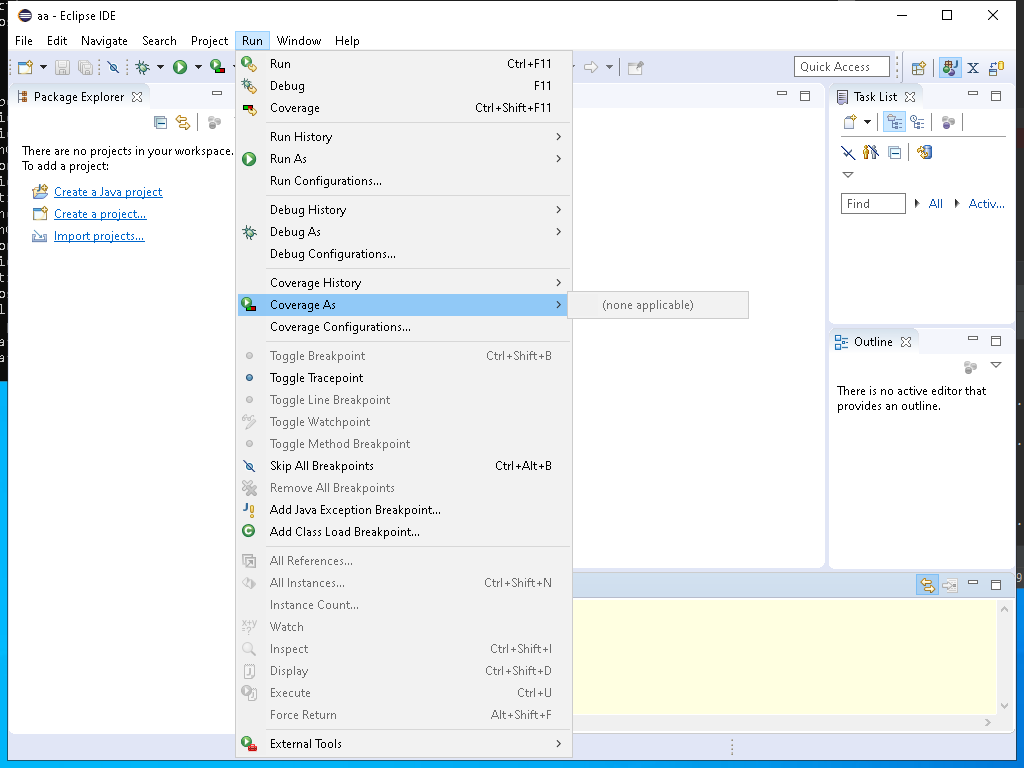 aa - Eclipse IDE
File Edit Navigate Search Project Run Window Help
Quick Access
Package Explorer
There are no projects in your workspace.
To add a project:
Create a Java project
Create a project...
Import projects...
Run Ctrl+F11
Debug F11
Coverage Ctrl+Shift+F11
Run History
Run As
Run Configurations...
Debug History
Debug As
Debug Configurations...
Coverage History
Coverage As
(none applicable)
Coverage Configurations...
Toggle Breakpoint Ctrl+Shift+B
Toggle Tracepoint
Toggle Line Breakpoint
Toggle Watchpoint
Toggle Method Breakpoint
Skip All Breakpoints Ctrl+Alt+B
Remove All Breakpoints
Add Java Exception Breakpoint...
Add Class Load Breakpoint...
All References...
All Instances... Ctrl+Shift+N
Instance Count...
Watch
Inspect Ctrl+Shift+I
Display Ctrl+Shift+D
Execute Ctrl+U
Force Return Alt+Shift+F
External Tools
Task List
Find All Activ...
Outline
There is no active editor that
provides an outline.